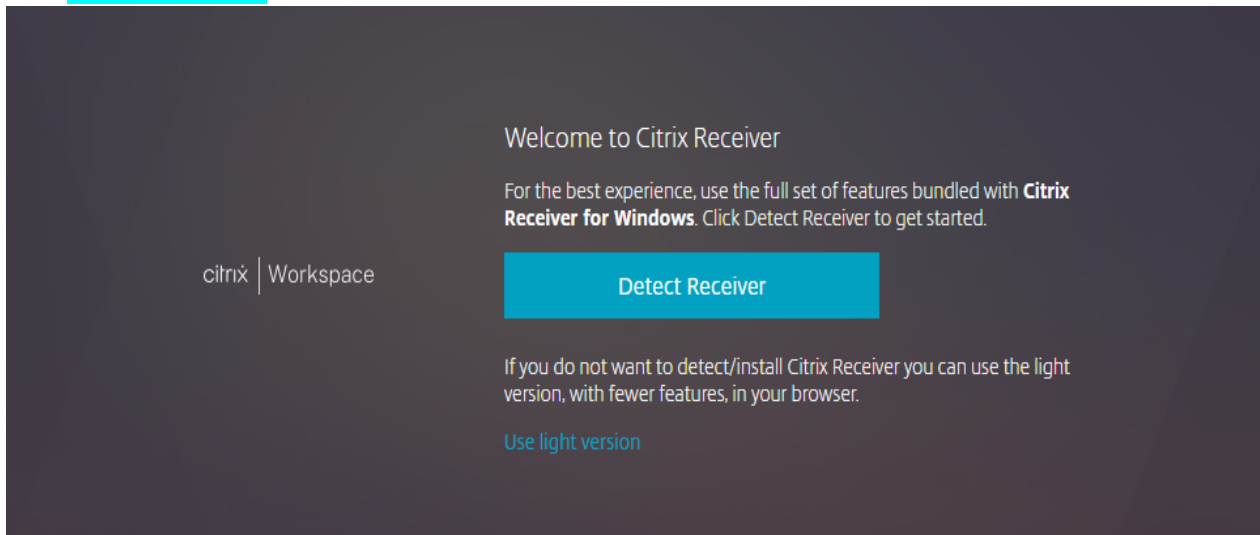 Welcome to Citrix Receiver
For the best experience, use the full set of features bundled with Citrix
Receiver for Windows. Click Detect Receiver to get started.
citrix | Workspace
Detect Receiver
If you do not want to detect/install Citrix Receiver you can use the light
version, with fewer features, in your browser.
Use light version